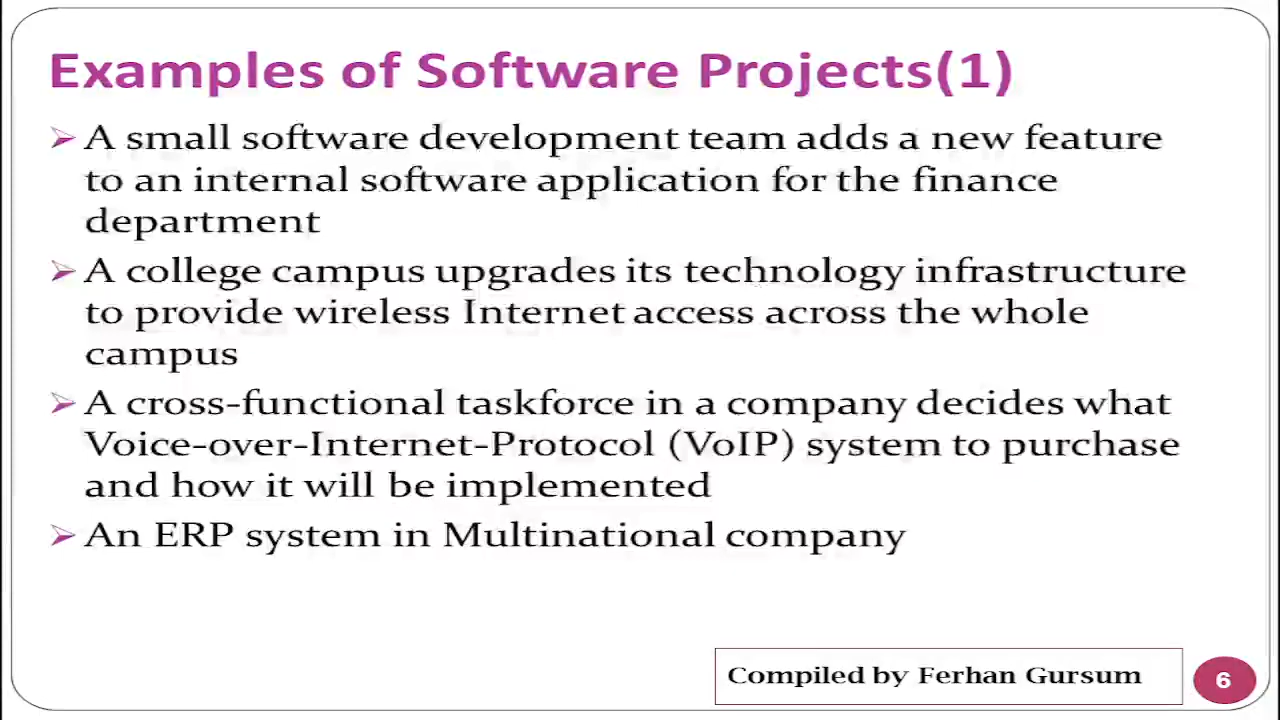 Examples of Software Projects(1)
➢ A small software development team adds a new feature
to an internal software application for the finance
department
➢ A college campus upgrades its technology infrastructure
to provide wireless Internet access across the whole
campus
➢ A cross-functional taskforce in a company decides what
Voice-over-Internet-Protocol (VoIP) system to purchase
and how it will be implemented
➢ An ERP system in Multinational company
Compiled by Ferhan Gursum
6